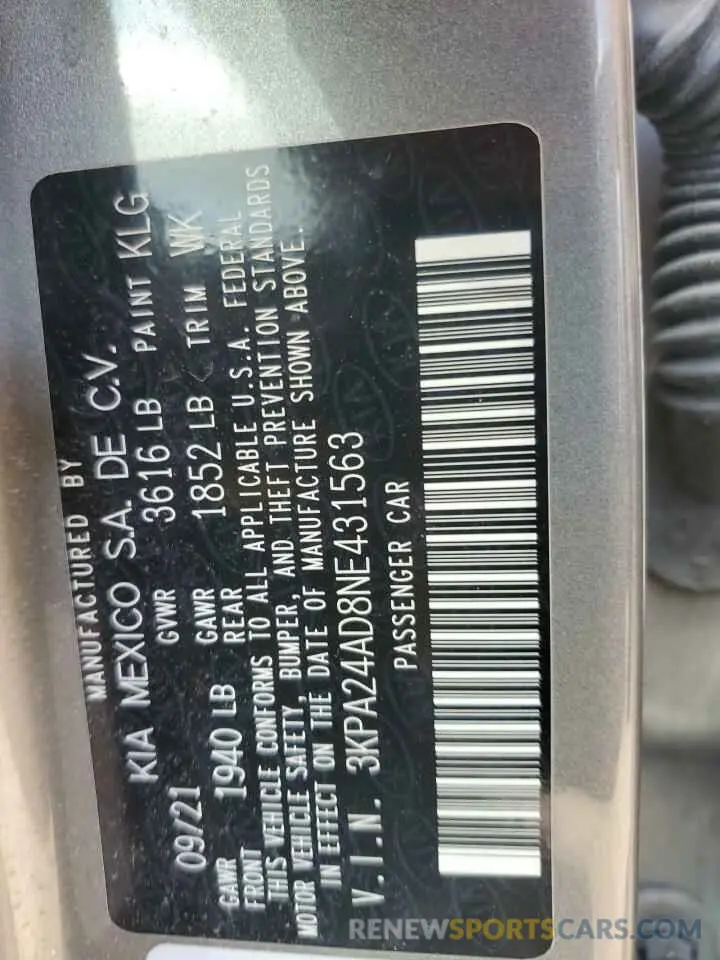 MANUFACTURED BY
KIA MEXICO S.A. DE C.V.
09/21 GVWR 3616 LB PAINT KLG
GAWR FRONT 1940 LB GAWR REAR 1852 LB TRIM WK
THIS VEHICLE CONFORMS TO ALL APPLICABLE U.S.A. FEDERAL
MOTOR VEHICLE SAFETY, BUMPER, AND THEFT PREVENTION STANDARDS
IN EFFECT ON THE DATE OF MANUFACTURE SHOWN ABOVE.
V.I.N. 3KPA24AD8NE431563
PASSENGER CAR
RENEWSPORTSCARS.COM